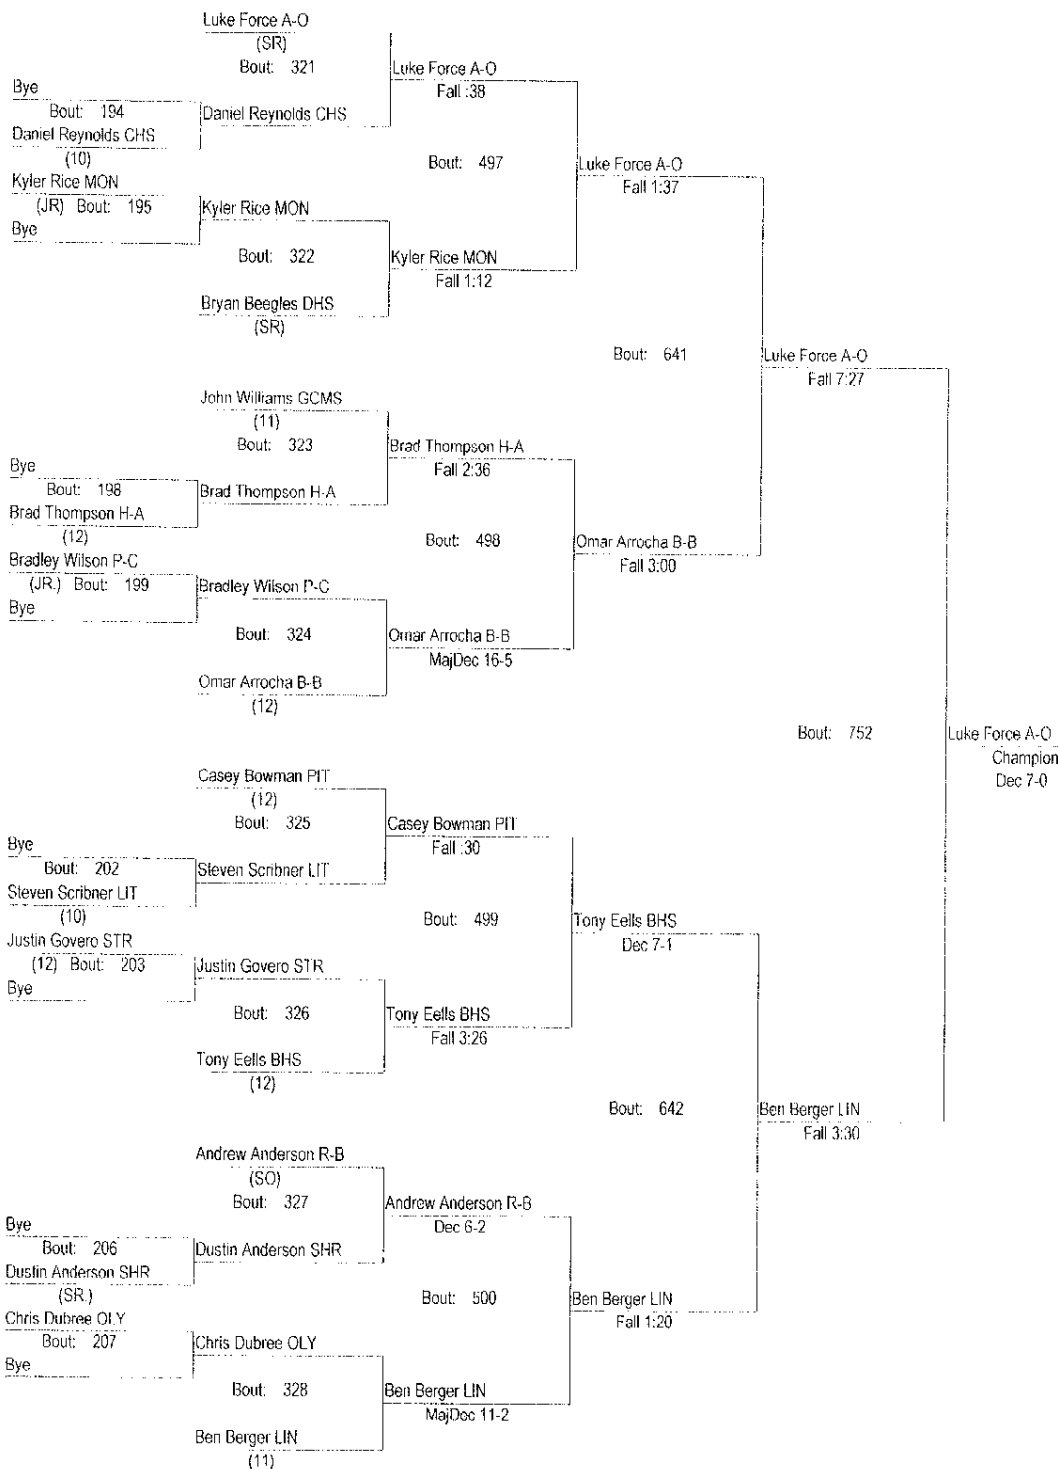 Luke Force A-O
(SR)
Bout: 321
Luke Force A-O
Fall :38
Bye
Bout: 194
Daniel Reynolds CHS
Daniel Reynolds CHS
(10)
Bout: 497
Luke Force A-O
Fall 1:37
Kyler Rice MON
(JR) Bout: 195
Kyler Rice MON
Bye
Bout: 322
Kyler Rice MON
Fall 1:12
Bryan Beegles DHS
(SR)
Bout: 641
Luke Force A-O
Fall 7:27
John Williams GCMS
(11)
Bout: 323
Brad Thompson H-A
Fall 2:36
Bye
Bout: 198
Brad Thompson H-A
Brad Thompson H-A
(12)
Bout: 498
Omar Arrocha B-B
Fall 3:00
Bradley Wilson P-C
(JR.) Bout: 199
Bradley Wilson P-C
Bye
Bout: 324
Omar Arrocha B-B
MajDec 16-5
Omar Arrocha B-B
(12)
Bout: 752
Luke Force A-O
Champion
Dec 7-0
Casey Bowman PIT
(12)
Bout: 325
Casey Bowman PIT
Fall :30
Bye
Bout: 202
Steven Scribner LIT
Steven Scribner LIT
(10)
Bout: 499
Tony Eells BHS
Dec 7-1
Justin Govero STR
(12) Bout: 203
Justin Govero STR
Bye
Bout: 326
Tony Eells BHS
Fall 3:26
Tony Eells BHS
(12)
Bout: 642
Ben Berger LIN
Fall 3:30
Andrew Anderson R-B
(SO)
Bout: 327
Andrew Anderson R-B
Dec 6-2
Bye
Bout: 206
Dustin Anderson SHR
Dustin Anderson SHR
(SR.)
Bout: 500
Ben Berger LIN
Fall 1:20
Chris Dubree OLY
Bout: 207
Chris Dubree OLY
Bye
Bout: 328
Ben Berger LIN
MajDec 11-2
Ben Berger LIN
(11)